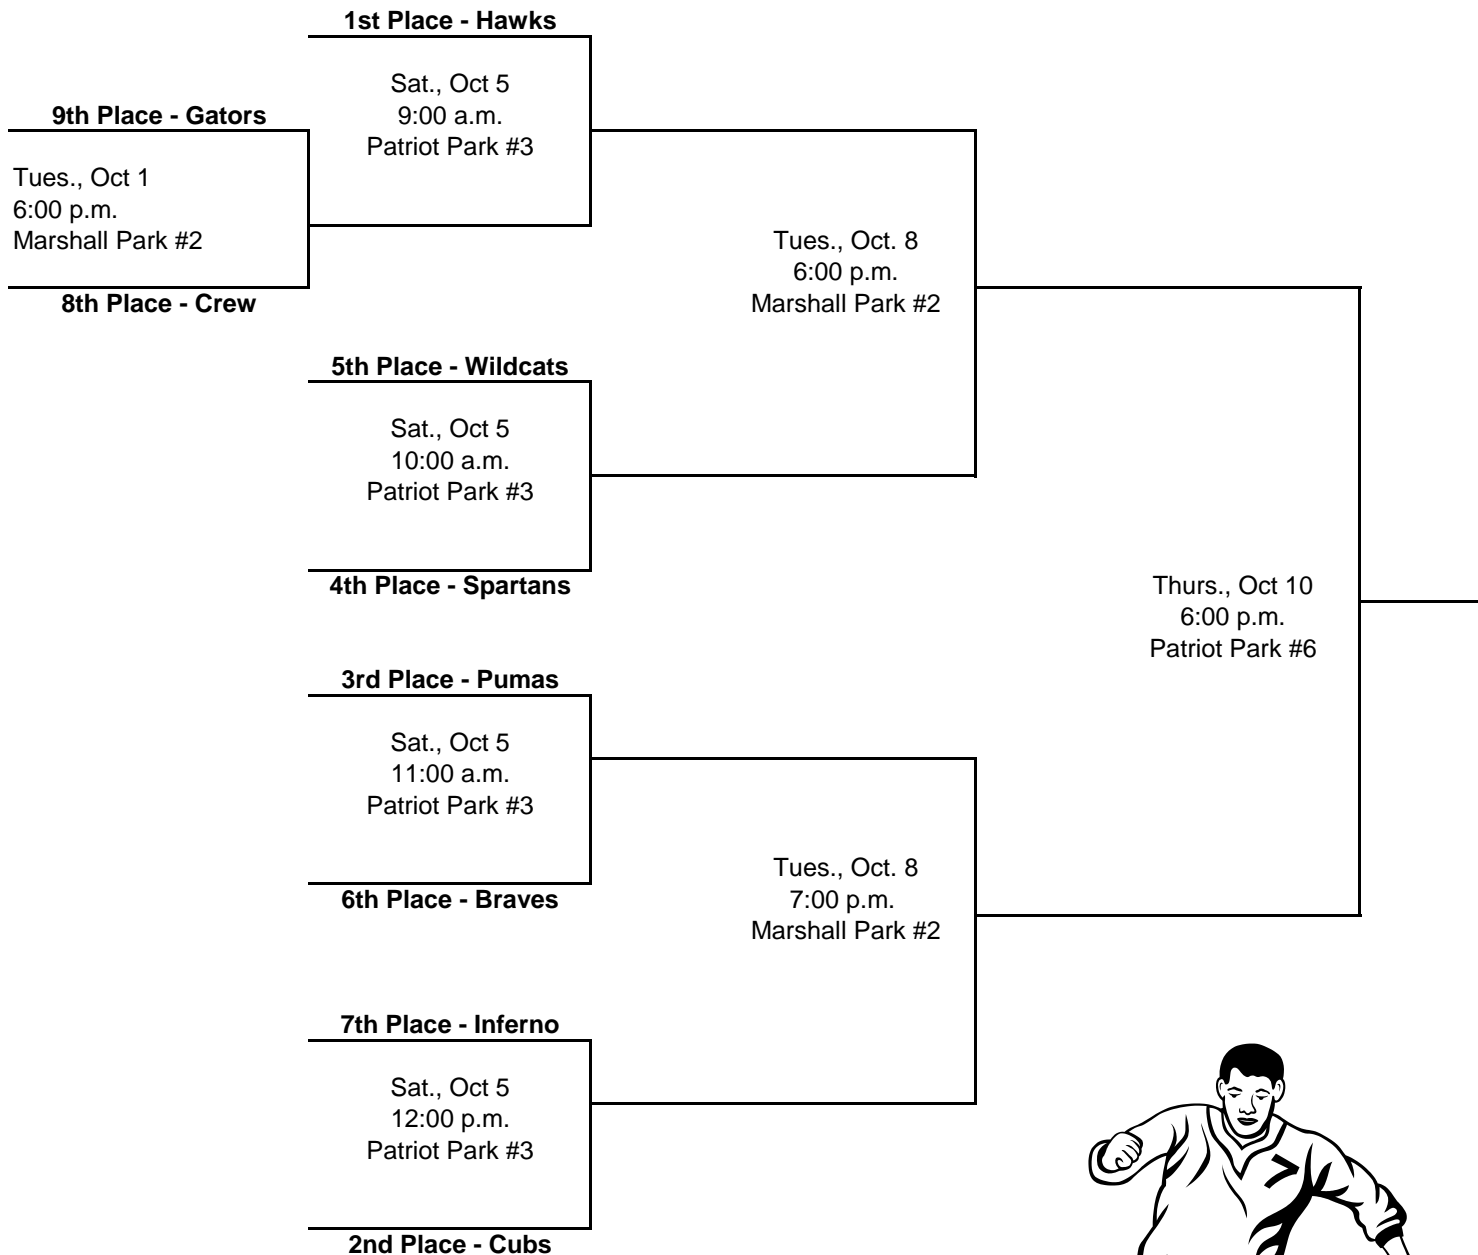 1st Place - Hawks
Sat., Oct 5
9:00 a.m.
Patriot Park #3
9th Place - Gators
Tues., Oct 1
6:00 p.m.
Marshall Park #2
8th Place - Crew
Tues., Oct. 8
6:00 p.m.
Marshall Park #2
5th Place - Wildcats
Sat., Oct 5
10:00 a.m.
Patriot Park #3
4th Place - Spartans
Thurs., Oct 10
6:00 p.m.
Patriot Park #6
3rd Place - Pumas
Sat., Oct 5
11:00 a.m.
Patriot Park #3
6th Place - Braves
Tues., Oct. 8
7:00 p.m.
Marshall Park #2
7th Place - Inferno
Sat., Oct 5
12:00 p.m.
Patriot Park #3
2nd Place - Cubs
7